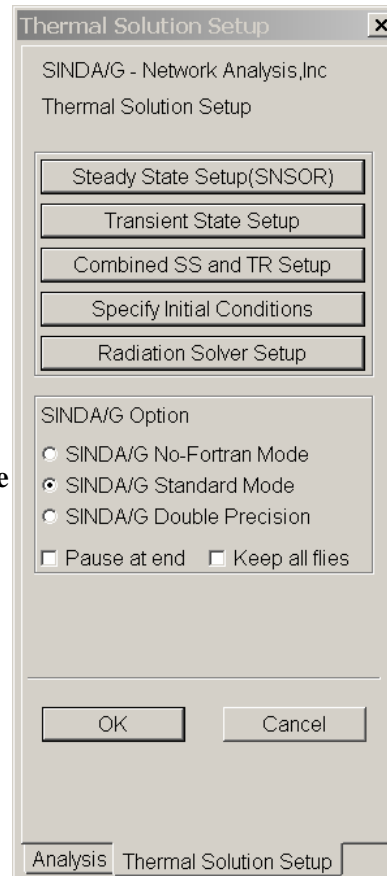 Thermal Solution Setup
SINDA/G - Network Analysis,Inc
Thermal Solution Setup
Steady State Setup(SNSOR)
Transient State Setup
Combined SS and TR Setup
Specify Initial Conditions
Radiation Solver Setup
SINDA/G Option
SINDA/G No-Fortran Mode
e
SINDA/G Standard Mode
SINDA/G Double Precision
Pause at end Keep all flies
OK Cancel
Analysis Thermal Solution Setup